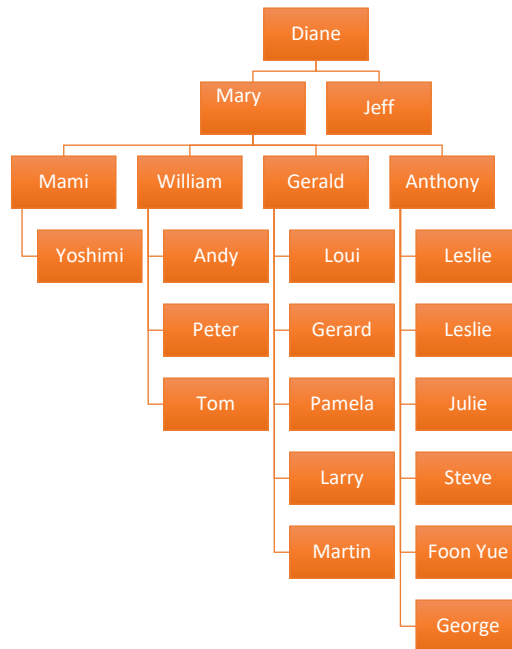 Diane
Mary
Jeff
Mami
William
Gerald
Anthony
Yoshimi
Andy
Loui
Leslie
Peter
Gerard
Leslie
Tom
Pamela
Julie
Larry
Steve
Martin
Foon Yue
George